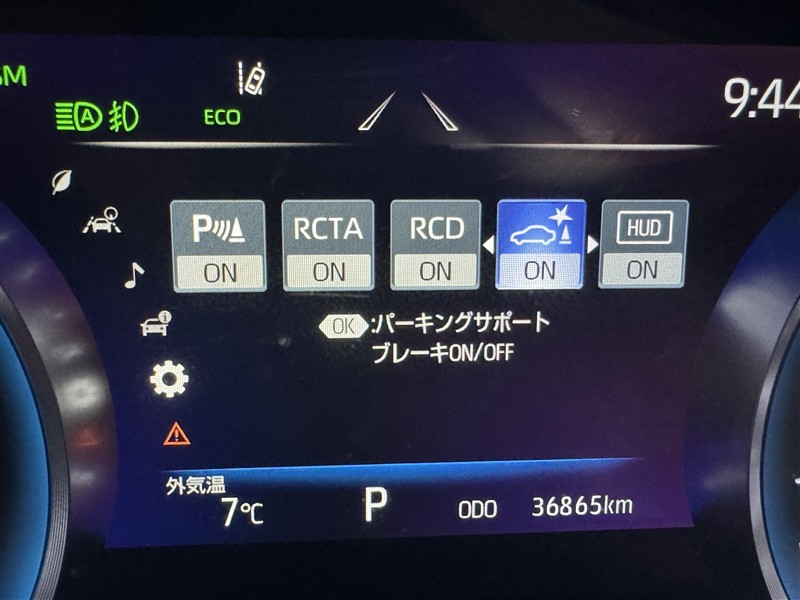 SM
9:44
A
ECO
P RCTA RCD HUD
ON ON ON ON ON
OK:パーキングサポート
ブレーキON/OFF
外気温
7℃ P ODO 36865km